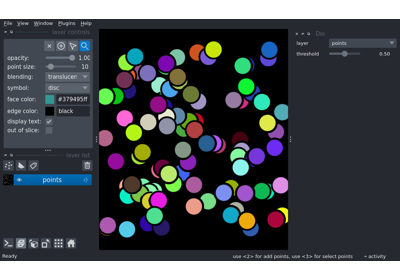 File View Window Plugins Help
layer controls
opacity: 1.00
point size: 10
blending: translucen
symbol: disc
face color: #379495ff
edge color: black
display text:
out of slice:
layer list
points
Do
layer points
threshold 0.50
Ready
use <2> for add points, use <3> for select points
activity